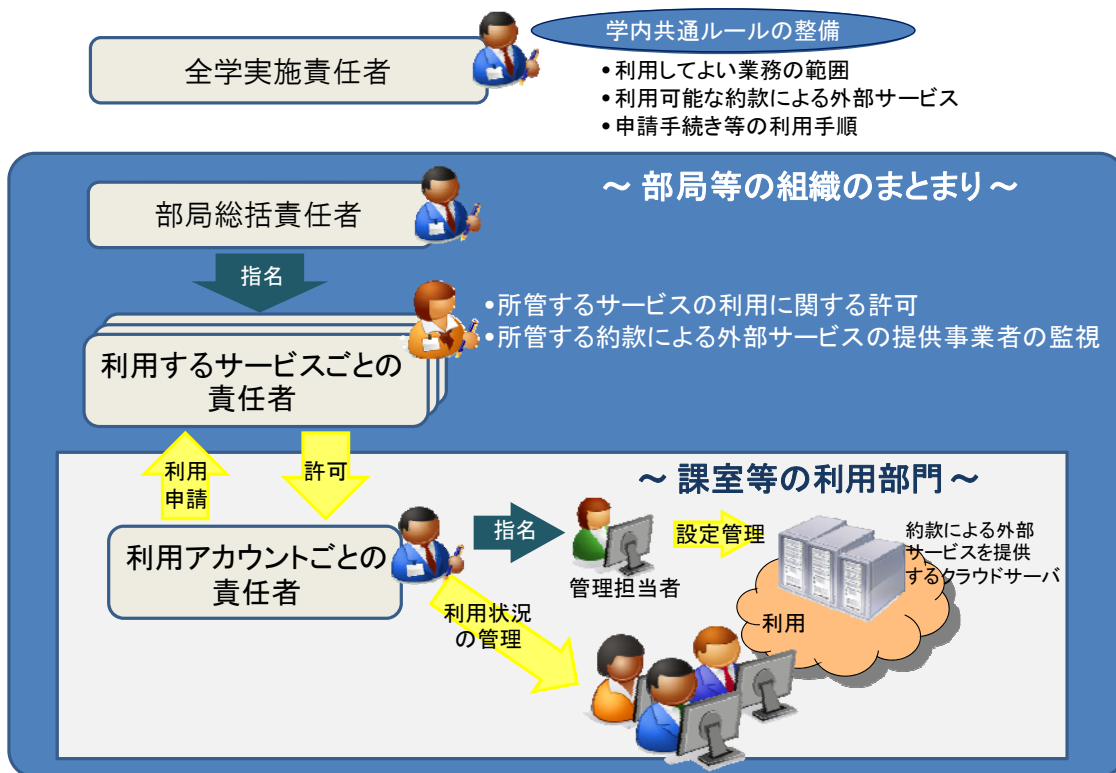 全学実施責任者
学内共通ルールの整備
•利用してよい業務の範囲
•利用可能な約款による外部サービス
•申請手続き等の利用手順
～ 部局等の組織のまとまり～
部局総括責任者
指名
•所管するサービスの利用に関する許可
•所管する約款による外部サービスの提供事業者の監視
利用するサービスごとの
責任者
利用
申請
許可
～ 課室等の利用部門～
利用アカウントごとの
責任者
指名
管理担当者
設定管理
約款による外部
サービスを提供
するクラウドサーバ
利用状況
の管理
利用